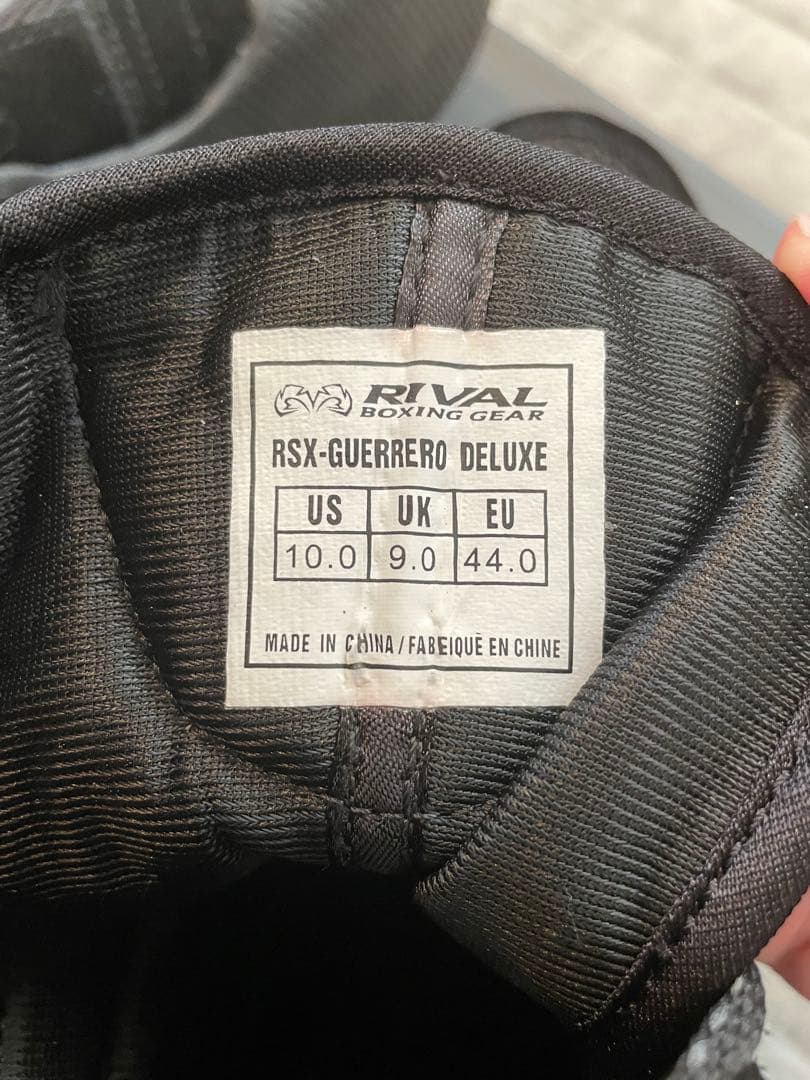 RIVAL
BOXING GEAR
RSX-GUERRERO DELUXE
US UK EU
10.0 9.0 44.0
MADE IN CHINA / FABEIQUÈ EN CHINE